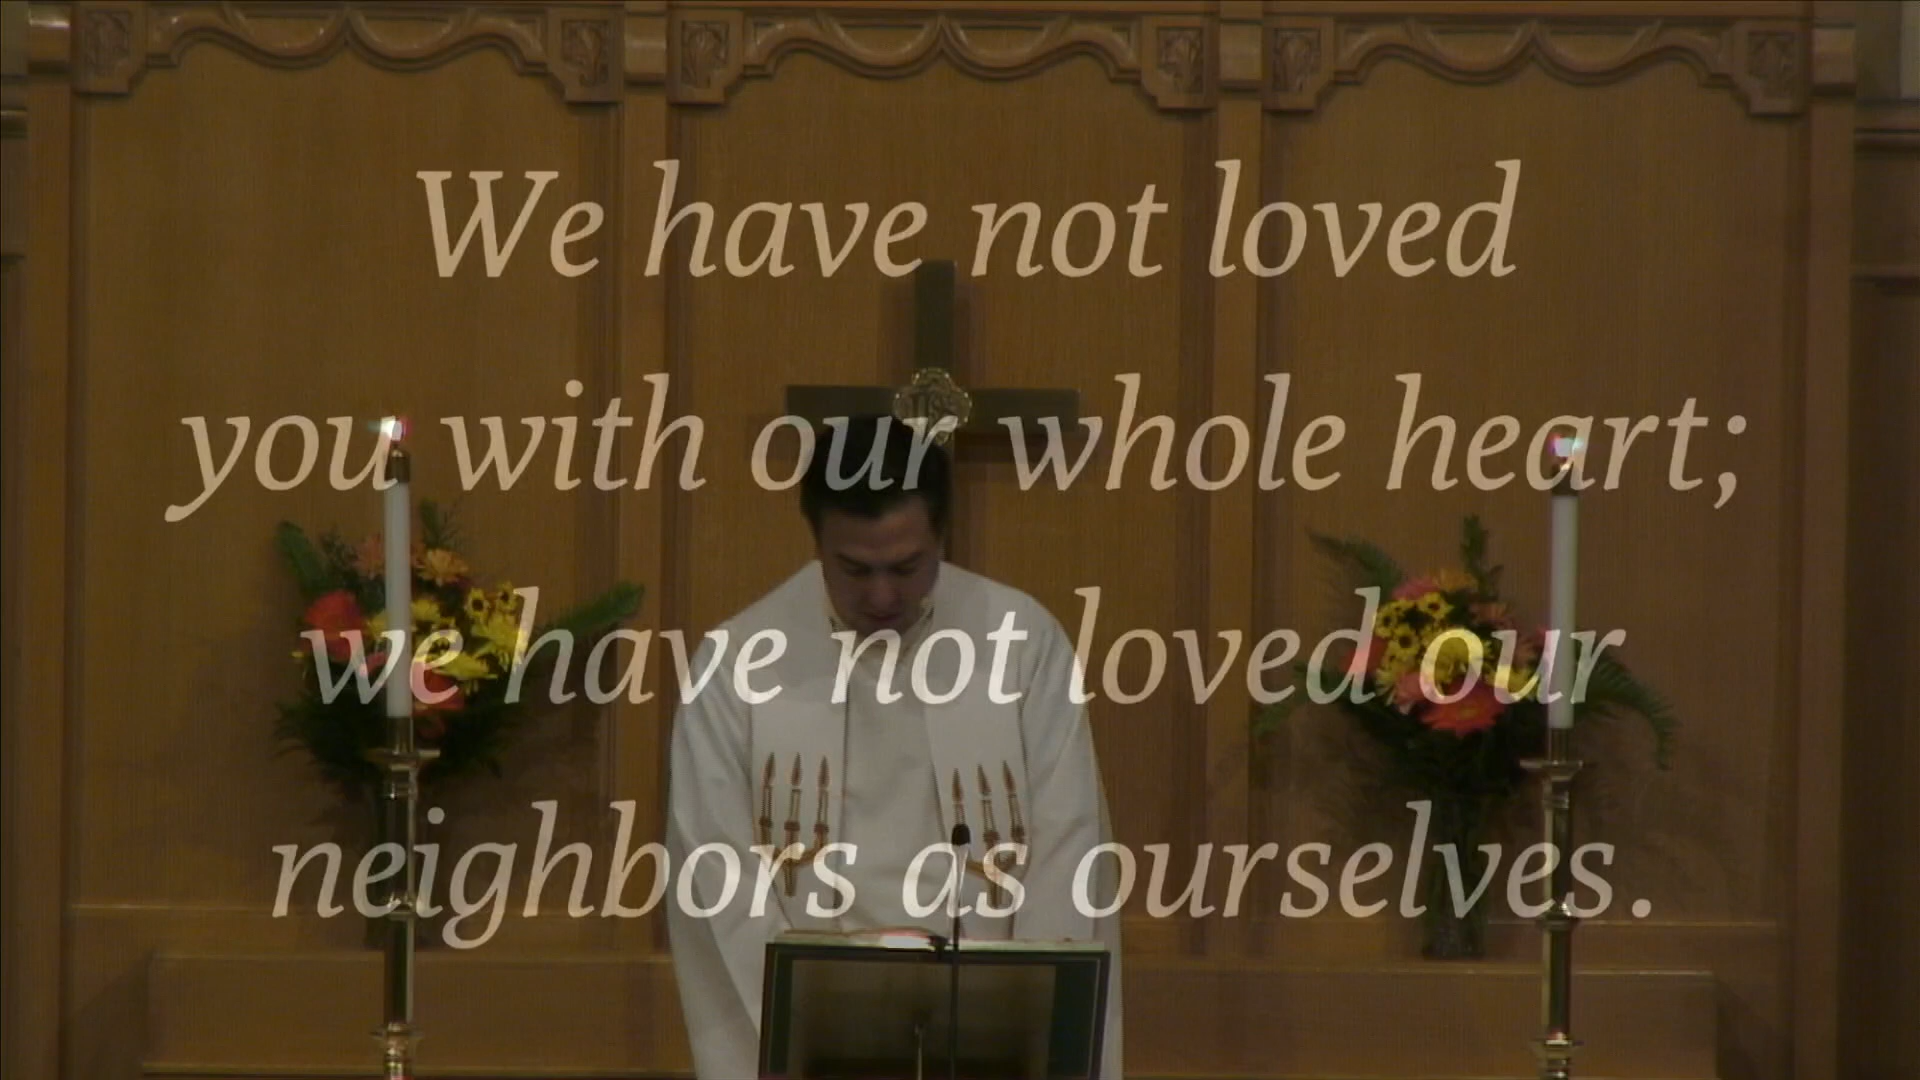 We have not loved
you with our whole heart;
we have not loved our
neighbors as ourselves.